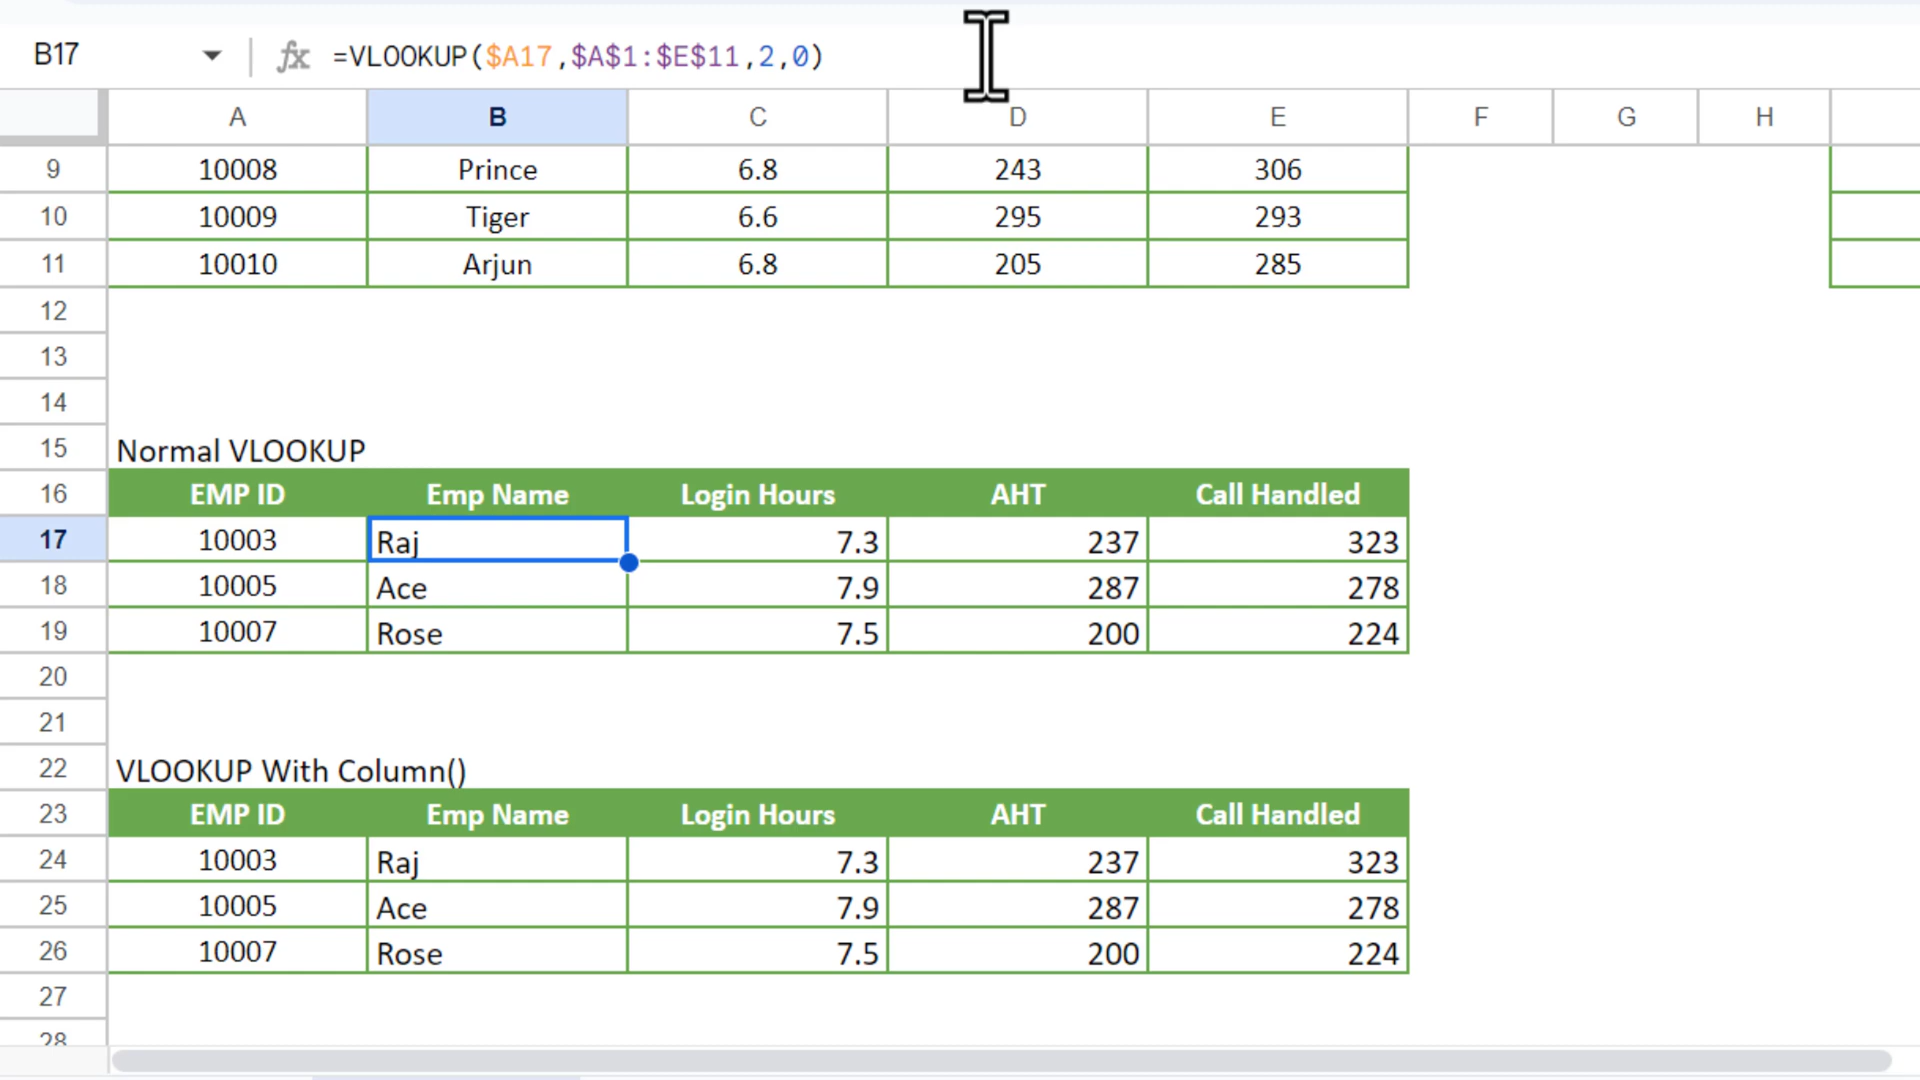 B17 fx =VLOOKUP($A17,$A$1:$E$11,2,0)
A B C D E F G H
9 10008 Prince 6.8 243 306
10 10009 Tiger 6.6 295 293
11 10010 Arjun 6.8 205 285
12
13
14
15 Normal VLOOKUP
16 EMP ID Emp Name Login Hours AHT Call Handled
17 10003 Raj 7.3 237 323
18 10005 Ace 7.9 287 278
19 10007 Rose 7.5 200 224
20
21
22 VLOOKUP With Column()
23 EMP ID Emp Name Login Hours AHT Call Handled
24 10003 Raj 7.3 237 323
25 10005 Ace 7.9 287 278
26 10007 Rose 7.5 200 224
27
28